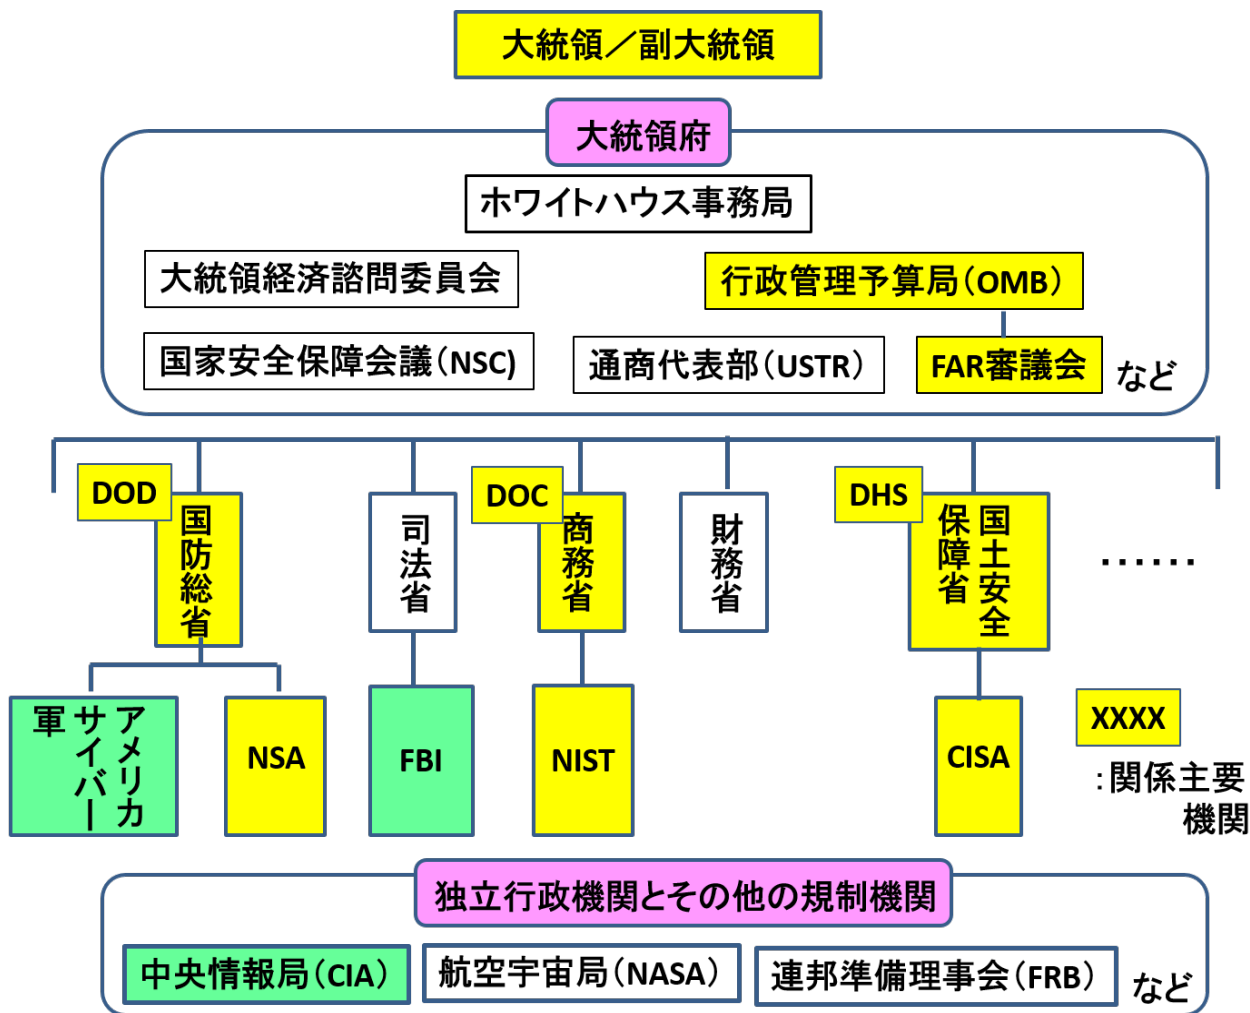 大統領／副大統領
大統領府
ホワイトハウス事務局
大統領経済諮問委員会
行政管理予算局（OMB）
国家安全保障会議（NSC)
通商代表部（USTR）
FAR審議会
など
DOD
国防総省
司法省
DOC
商務省
財務省
DHS
国土安全
保障省
……
アメリカ
サイバー
軍
NSA
FBI
NIST
CISA
XXXX
：関係主要
機関
独立行政機関とその他の規制機関
中央情報局（CIA）
航空宇宙局（NASA）
連邦準備理事会（FRB）
など